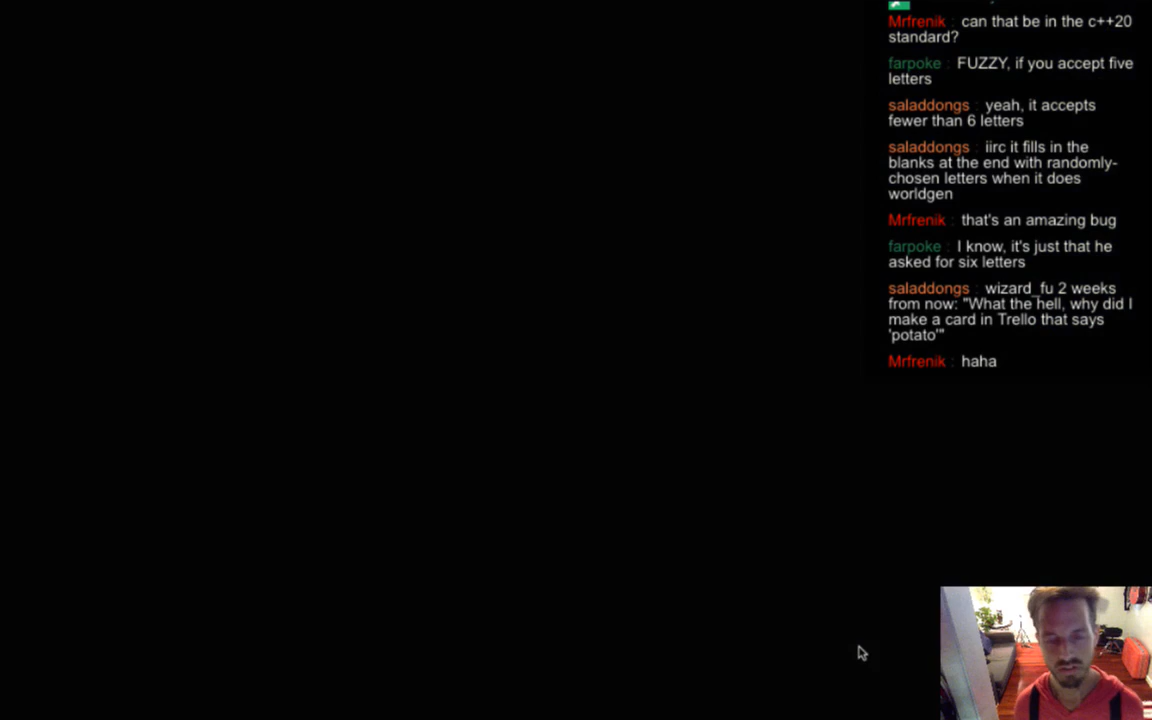 Mrfrenik : can that be in the c++20
standard?
farpoke : FUZZY, if you accept five
letters
saladdongs : yeah, it accepts
fewer than 6 letters
saladdongs : iirc it fills in the
blanks at the end with randomly-
chosen letters when it does
worldgen
Mrfrenik : that's an amazing bug
farpoke : I know, it's just that he
asked for six letters
saladdongs : wizard_fu 2 weeks
from now: "What the hell, why did I
make a card in Trello that says
'potato'"
Mrfrenik : haha